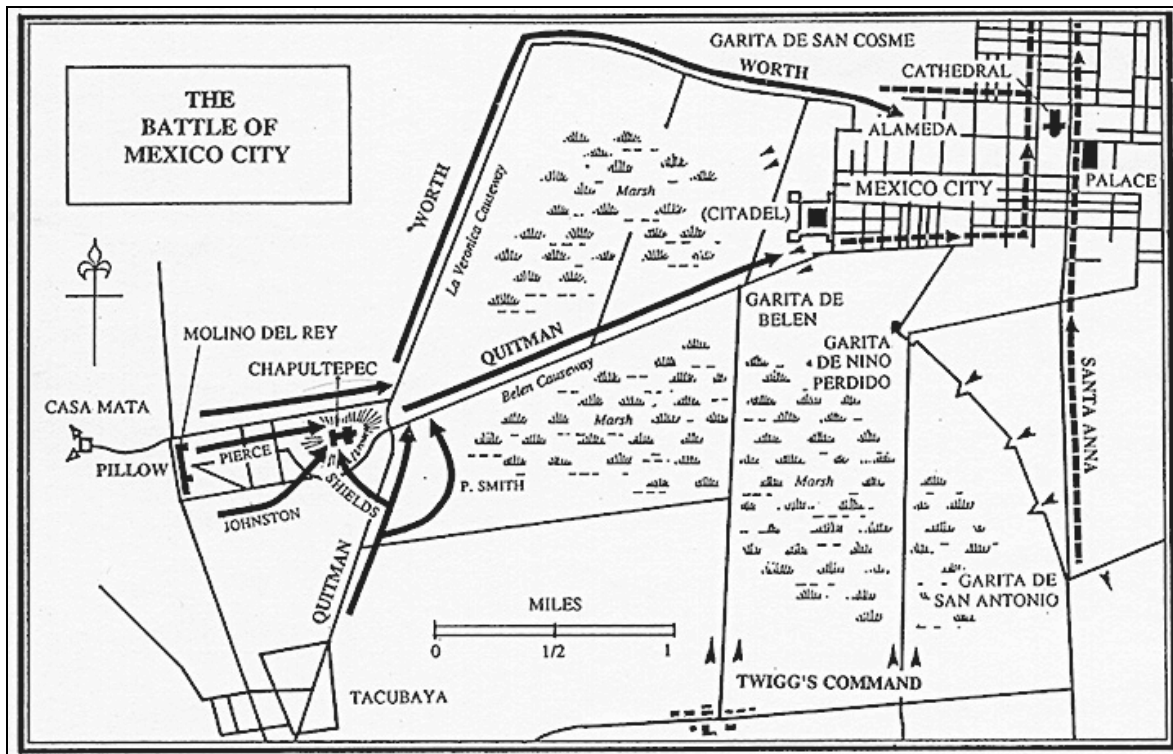 THE
BATTLE OF
MEXICO CITY
GARITA DE SAN COSME
WORTH
CATHEDRAL
ALAMEDA
MEXICO CITY
PALACE
(CITADEL)
WORTH
La Veronica Causeway
Marsh
GARITA DE
BELEN
QUITMAN
Belen Causeway
GARITA
DE NINO
PERDIDO
SANTA ANNA
MOLINO DEL REY
CHAPULTEPEC
CASA MATA
PILLOW
PIERCE
SHIELDS
JOHNSTON
P. SMITH
Marsh
Marsh
QUITMAN
GARITA DE
SAN ANTONIO
MILES
0 1/2 1
TWIGG'S COMMAND
TACUBAYA